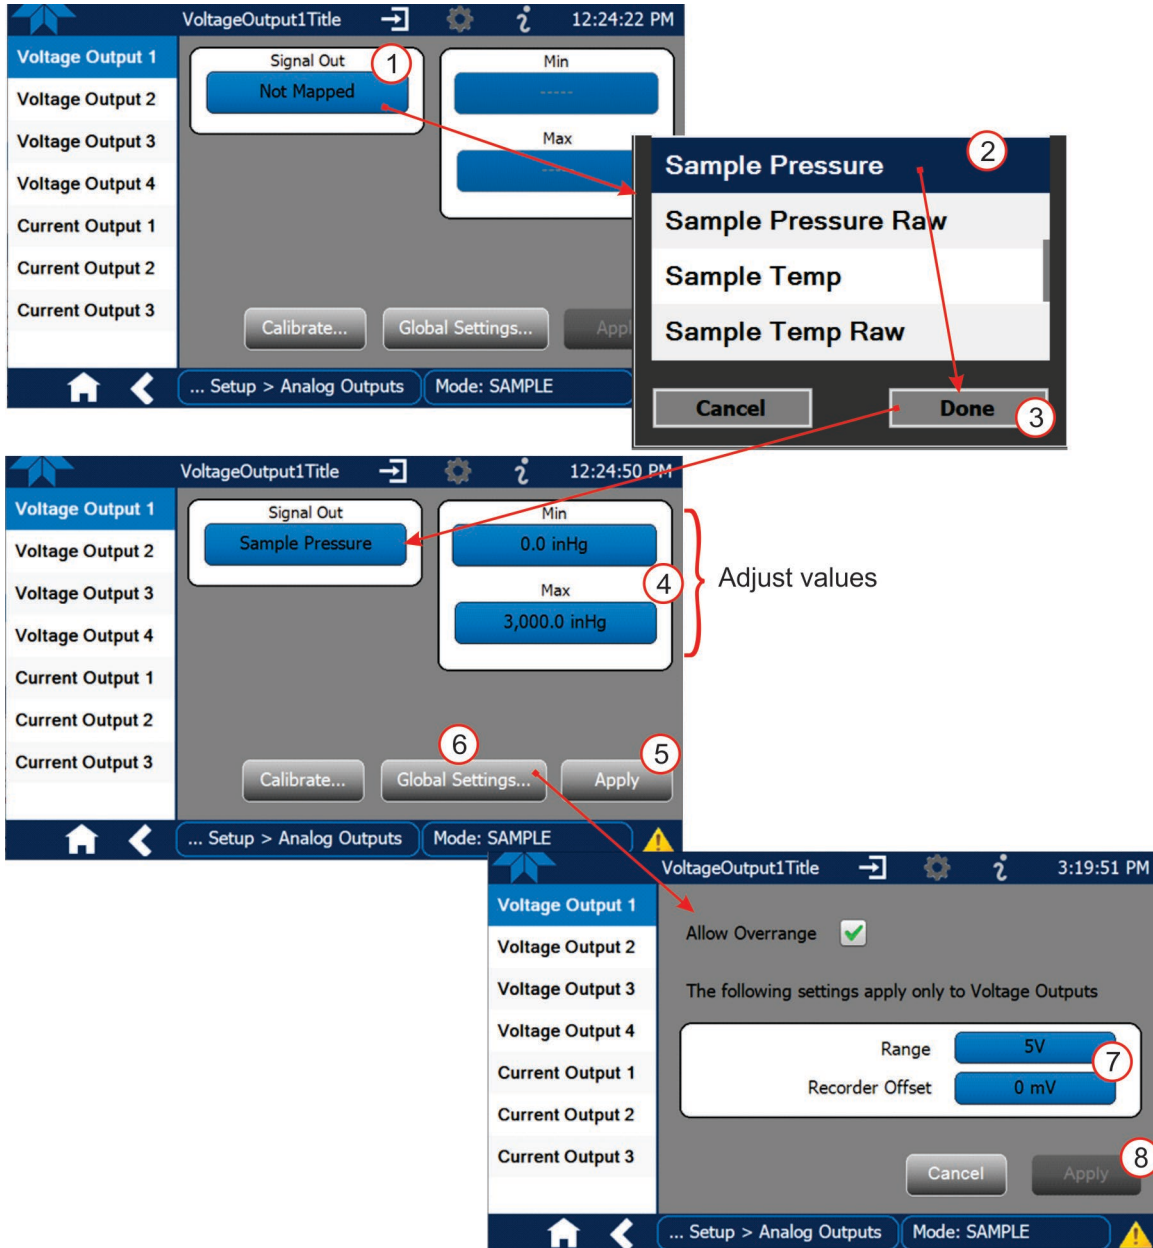 VoltageOutput1Title 12:24:22 PM
Voltage Output 1
Voltage Output 2
Voltage Output 3
Voltage Output 4
Current Output 1
Current Output 2
Current Output 3
Signal Out
1
Not Mapped
Min
-----
Max
----
Calibrate...
Global Settings...
Appl
... Setup > Analog Outputs
Mode: SAMPLE
2
Sample Pressure
Sample Pressure Raw
Sample Temp
Sample Temp Raw
Cancel
Done
3
VoltageOutput1Title 12:24:50 PM
Voltage Output 1
Voltage Output 2
Voltage Output 3
Voltage Output 4
Current Output 1
Current Output 2
Current Output 3
Signal Out
Sample Pressure
Min
0.0 inHg
4
Max
3,000.0 inHg
Adjust values
6
5
Calibrate...
Global Settings...
Apply
... Setup > Analog Outputs
Mode: SAMPLE
VoltageOutput1Title 3:19:51 PM
Voltage Output 1
Voltage Output 2
Voltage Output 3
Voltage Output 4
Current Output 1
Current Output 2
Current Output 3
Allow Overrange
The following settings apply only to Voltage Outputs
Range 5V
7
Recorder Offset 0 mV
Cancel
Apply
8
... Setup > Analog Outputs
Mode: SAMPLE